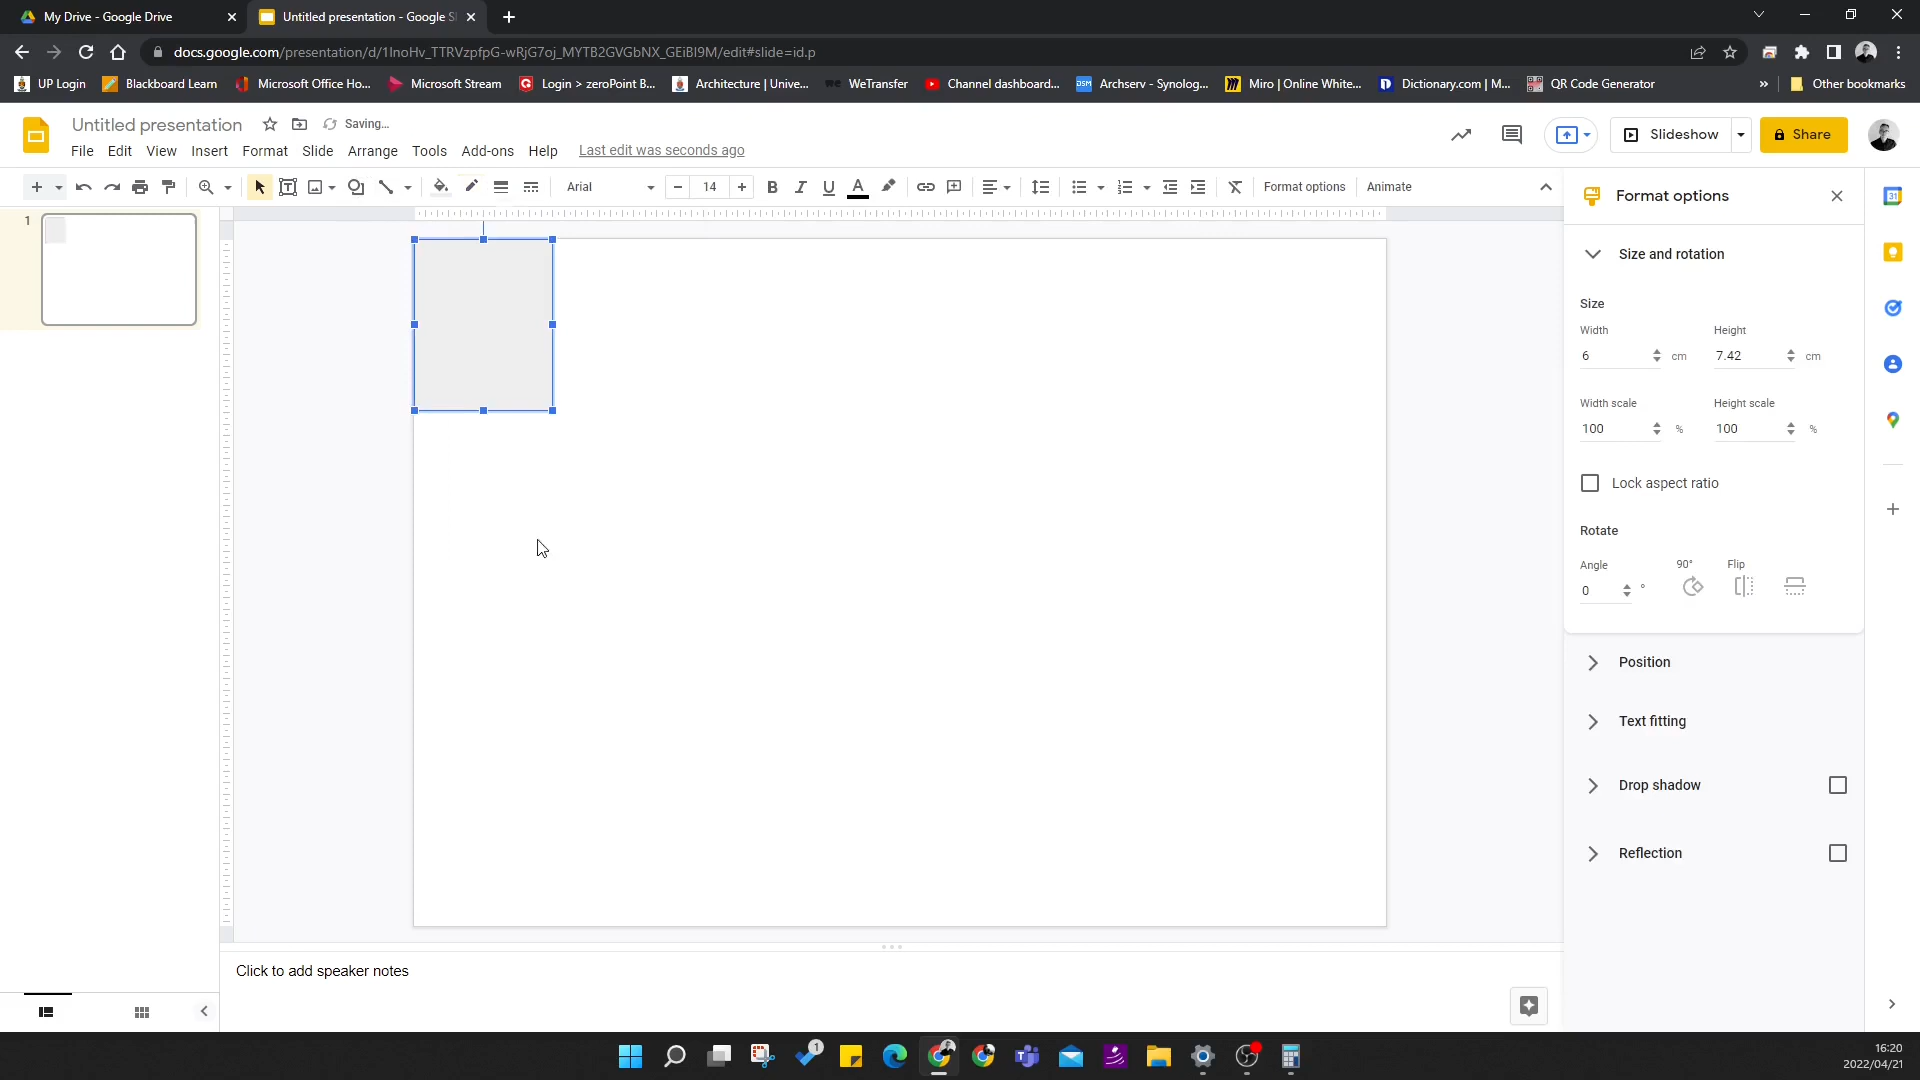 My Drive - Google Drive
Untitled presentation - Google Sl
docs.google.com/presentation/d/1lnoHv_TTRVzpfpG-wRjG7oj_MYTB2GVGbNX_GEiBI9M/edit#slide=id.p
UP Login
Blackboard Learn
Microsoft Office Ho...
Microsoft Stream
Login > zeroPoint B...
Architecture | Unive...
WeTransfer
Channel dashboard...
Archserv - Synolog...
Miro | Online White...
Dictionary.com | M...
QR Code Generator
»
Other bookmarks
Untitled presentation
Saving...
File Edit View Insert Format Slide Arrange Tools Add-ons Help Last edit was seconds ago
Slideshow
Share
Arial
14
B I U A
Format options
Animate
1
Format options
Size and rotation
Size
Width
Height
6 cm
7.42 cm
Width scale
Height scale
100 %
100 %
Lock aspect ratio
Rotate
Angle
90°
Flip
0 °
Position
Text fitting
Drop shadow
Reflection
31
Click to add speaker notes
1
16:20
2022/04/21